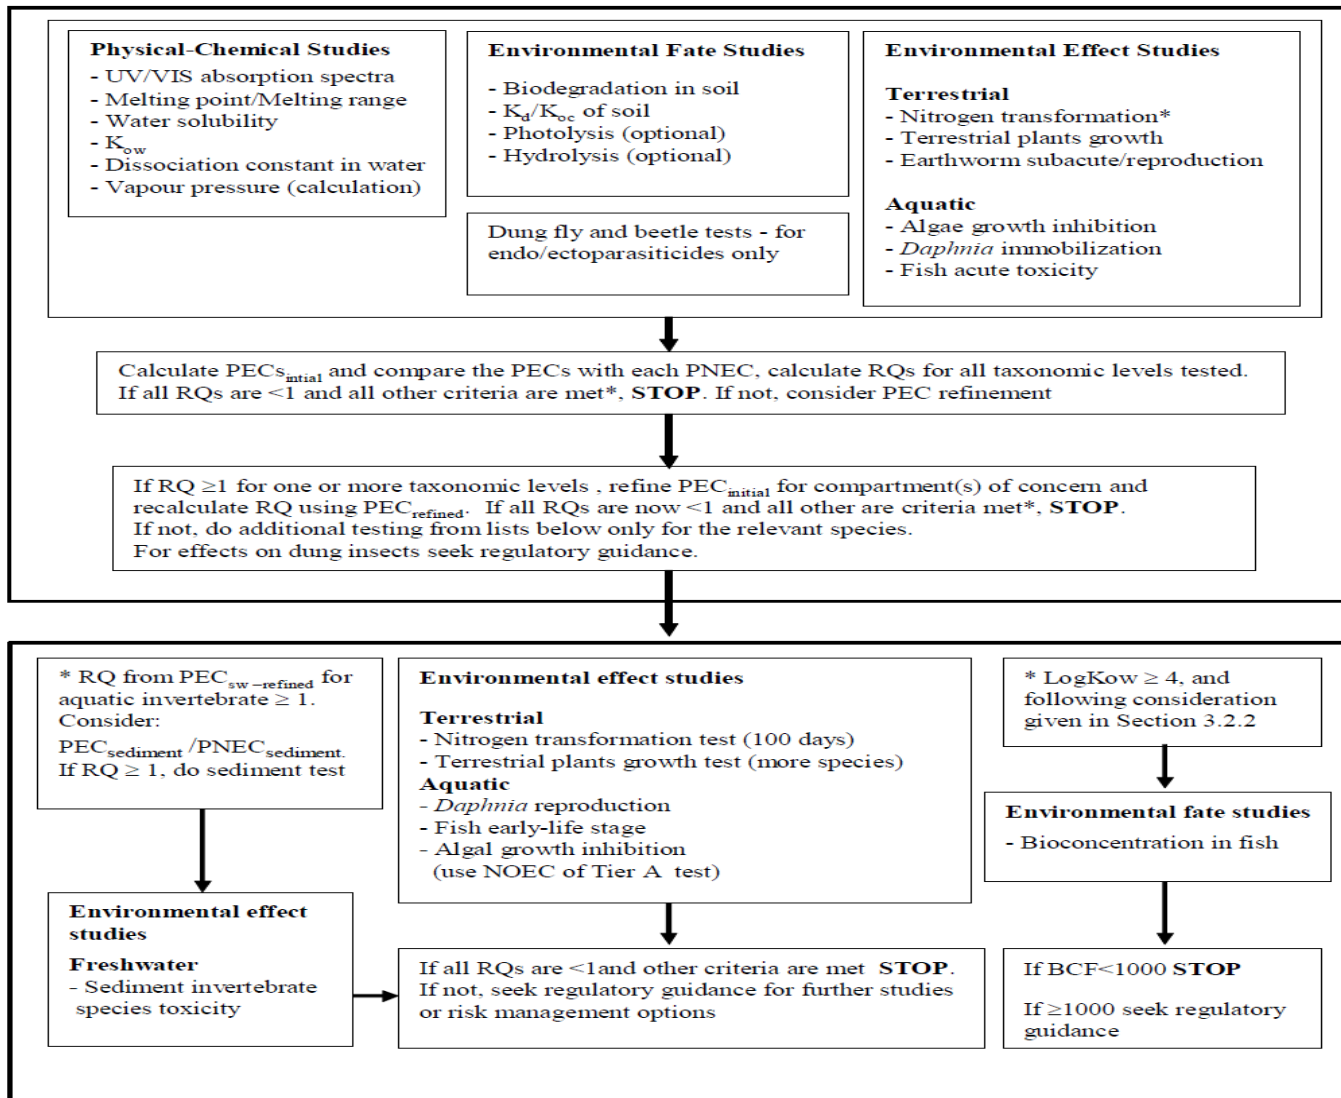 Physical-Chemical Studies
- UV/VIS absorption spectra
- Melting point/Melting range
- Water solubility
- Kow
- Dissociation constant in water
- Vapour pressure (calculation)
Environmental Fate Studies
- Biodegradation in soil
- Kd/Koc of soil
- Photolysis (optional)
- Hydrolysis (optional)
Dung fly and beetle tests - for
endo/ectoparasiticides only
Environmental Effect Studies
Terrestrial
- Nitrogen transformation*
- Terrestrial plants growth
- Earthworm subacute/reproduction
Aquatic
- Algae growth inhibition
- Daphnia immobilization
- Fish acute toxicity
Calculate PECsintial and compare the PECs with each PNEC, calculate RQs for all taxonomic levels tested.
If all RQs are <1 and all other criteria are met*, STOP. If not, consider PEC refinement
If RQ ≥1 for one or more taxonomic levels , refine PECinitial for compartment(s) of concern and
recalculate RQ using PECrefined. If all RQs are now <1 and all other are criteria met*, STOP.
If not, do additional testing from lists below only for the relevant species.
For effects on dung insects seek regulatory guidance.
* RQ from PECsw-refined for
aquatic invertebrate ≥ 1.
Consider:
PECsediment /PNECsediment.
If RQ ≥ 1, do sediment test
Environmental effect
studies
Freshwater
- Sediment invertebrate
species toxicity
Environmental effect studies
Terrestrial
- Nitrogen transformation test (100 days)
- Terrestrial plants growth test (more species)
Aquatic
- Daphnia reproduction
- Fish early-life stage
- Algal growth inhibition
(use NOEC of Tier A test)
If all RQs are <1and other criteria are met STOP.
If not, seek regulatory guidance for further studies
or risk management options
* LogKow ≥ 4, and
following consideration
given in Section 3.2.2
Environmental fate studies
- Bioconcentration in fish
If BCF<1000 STOP
If ≥1000 seek regulatory
guidance